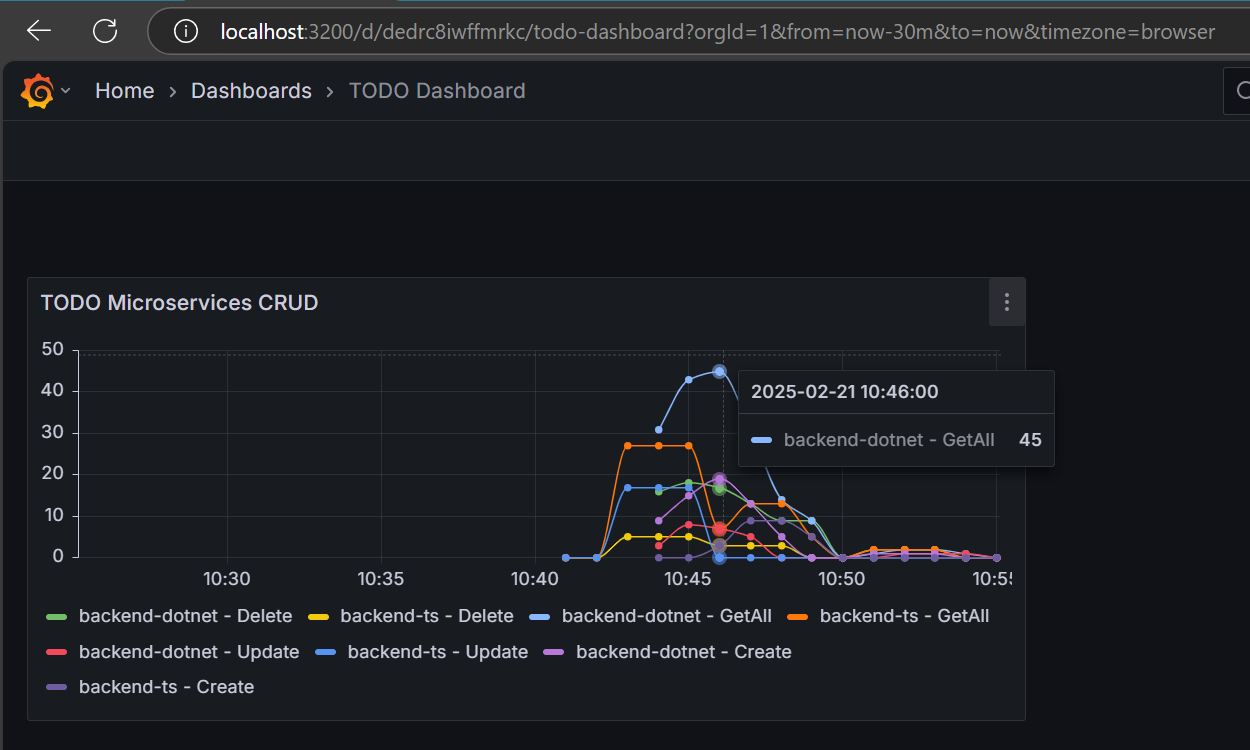 localhost:3200/d/dedrc8iwffmrkc/todo-dashboard?orgId=1&from=now-30m&to=now&timezone=browser
Home › Dashboards › TODO Dashboard
TODO Microservices CRUD
50
40
30
20
10
0
2025-02-21 10:46:00
backend-dotnet - GetAll 45
10:30 10:35 10:40 10:45 10:50 10:55
backend-dotnet - Delete backend-ts - Delete backend-dotnet - GetAll backend-ts - GetAll
backend-dotnet - Update backend-ts - Update backend-dotnet - Create
backend-ts - Create